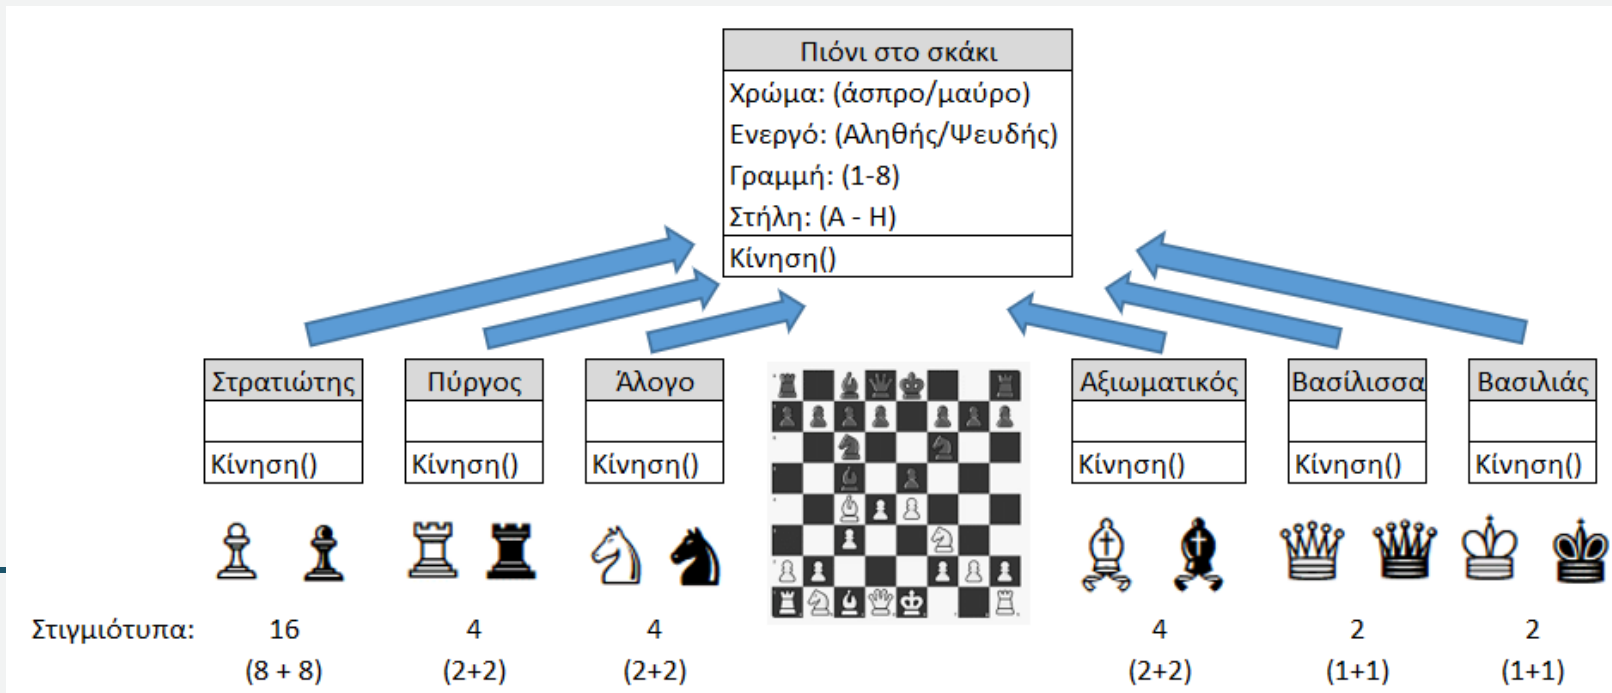 Πιόνι στο σκάκι
Χρώμα: (άσπρο/μαύρο)
Ενεργό: (Αληθής/Ψευδής)
Γραμμή: (1-8)
Στήλη: (A - H)
Κίνηση()
Στρατιώτης Πύργος Άλογο Αξιωματικός Βασίλισσα Βασιλιάς
Κίνηση() Κίνηση() Κίνηση() Κίνηση() Κίνηση() Κίνηση()
Στιγμιότυπα: 16 4 4 4 2 2
(8 + 8) (2+2) (2+2) (2+2) (1+1) (1+1)